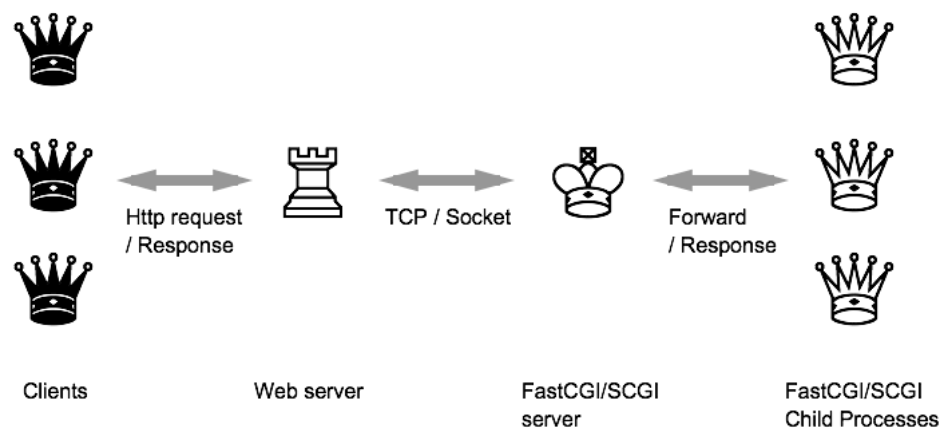 Http request
/ Response
TCP / Socket
Forward
/ Response
Clients
Web server
FastCGI/SCGI
server
FastCGI/SCGI
Child Processes